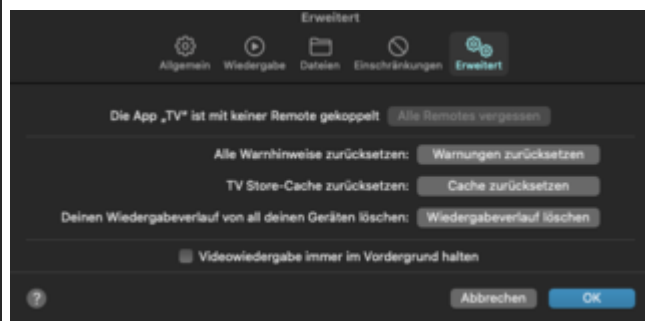 Erweitert
Allgemein Wiedergabe Dateien Einschränkungen Erweitert
Die App „TV“ ist mit keiner Remote gekoppelt Alle Remotes vergessen
Alle Warnhinweise zurücksetzen: Warnungen zurücksetzen
TV Store-Cache zurücksetzen: Cache zurücksetzen
Deinen Wiedergabeverlauf von all deinen Geräten löschen: Wiedergabeverlauf löschen
Videowiedergabe immer im Vordergrund halten
? Abbrechen OK